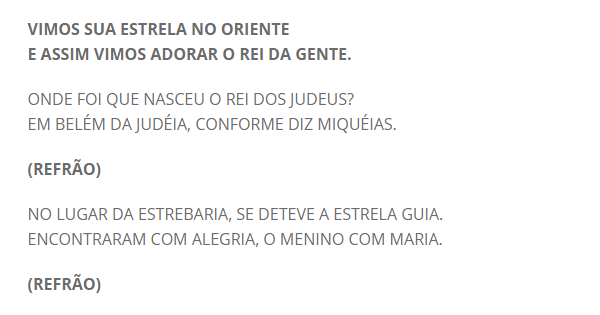 VIMOS SUA ESTRELA NO ORIENTE
E ASSIM VIMOS ADORAR O REI DA GENTE.
ONDE FOI QUE NASCEU O REI DOS JUDEUS?
EM BELÉM DA JUDÉIA, CONFORME DIZ MIQUÉIAS.
(REFRÃO)
NO LUGAR DA ESTREBARIA, SE DETEVE A ESTRELA GUIA.
ENCONTRARAM COM ALEGRIA, O MENINO COM MARIA.
(REFRÃO)